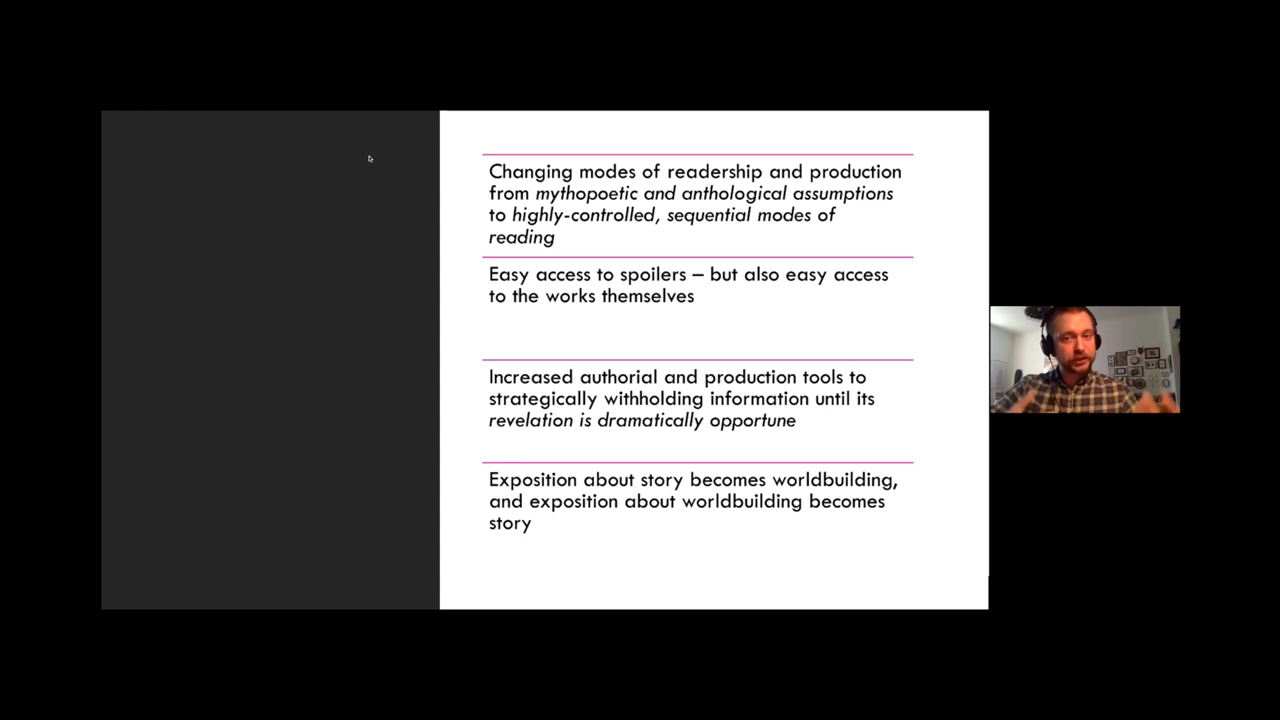 Changing modes of readership and production
from mythopoetic and anthological assumptions
to highly-controlled, sequential modes of
reading
Easy access to spoilers – but also easy access
to the works themselves
Increased authorial and production tools to
strategically withholding information until its
revelation is dramatically opportune
Exposition about story becomes worldbuilding,
and exposition about worldbuilding becomes
story